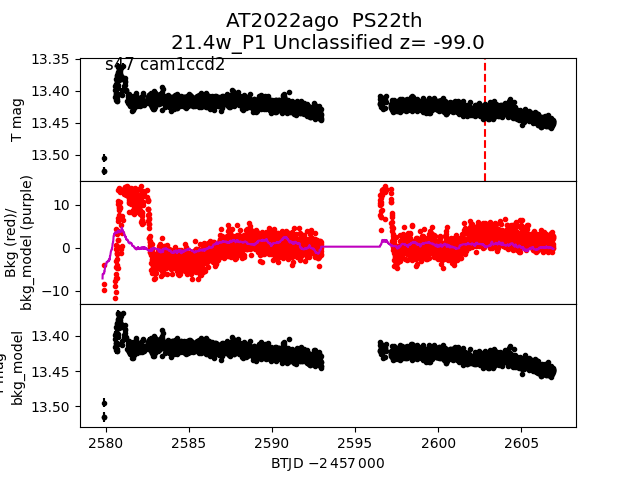 AT2022ago  PS22th
21.4w_P1 Unclassified z= -99.0
s47 cam1ccd2
13.35
13.40
13.45
13.50
T mag
10
0
−10
Bkg (red)/
bkg_model (purple)
13.40
13.45
13.50
bkg_model
2580
2585
2590
2595
2600
2605
BTJD −2 457 000